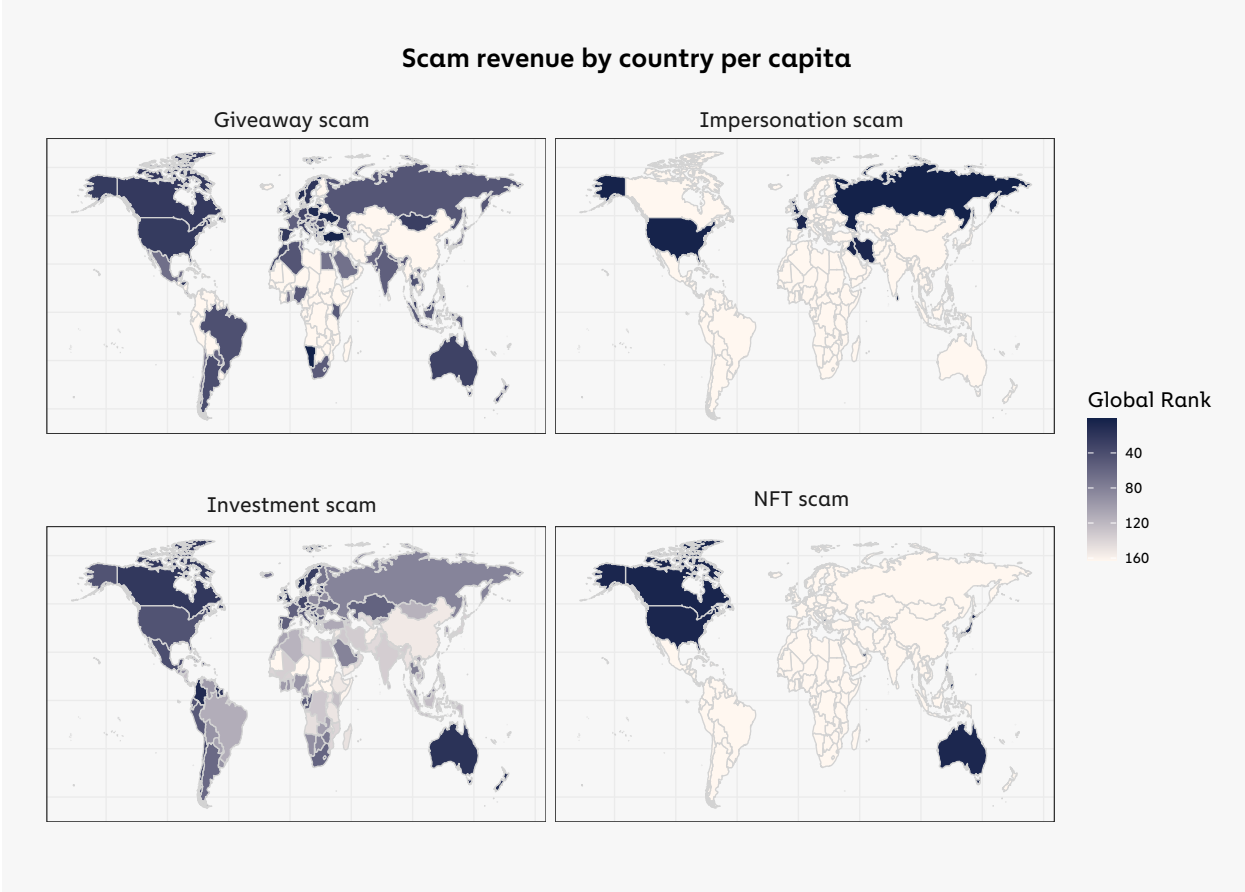 Scam revenue by country per capita
Giveaway scam
Impersonation scam
Global Rank
40
80
120
160
Investment scam
NFT scam